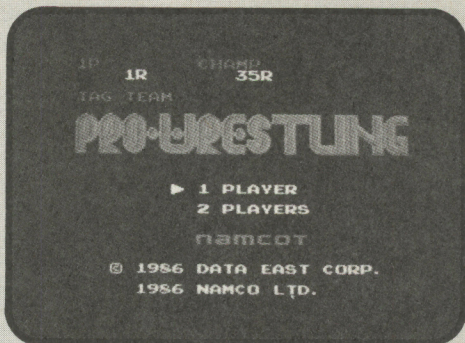 1P CHAMP
1R 35R
TAG TEAM
PRO·WRESTLING
▶ 1 PLAYER
2 PLAYERS
namcot
© 1986 DATA EAST CORP.
1986 NAMCO LTD.